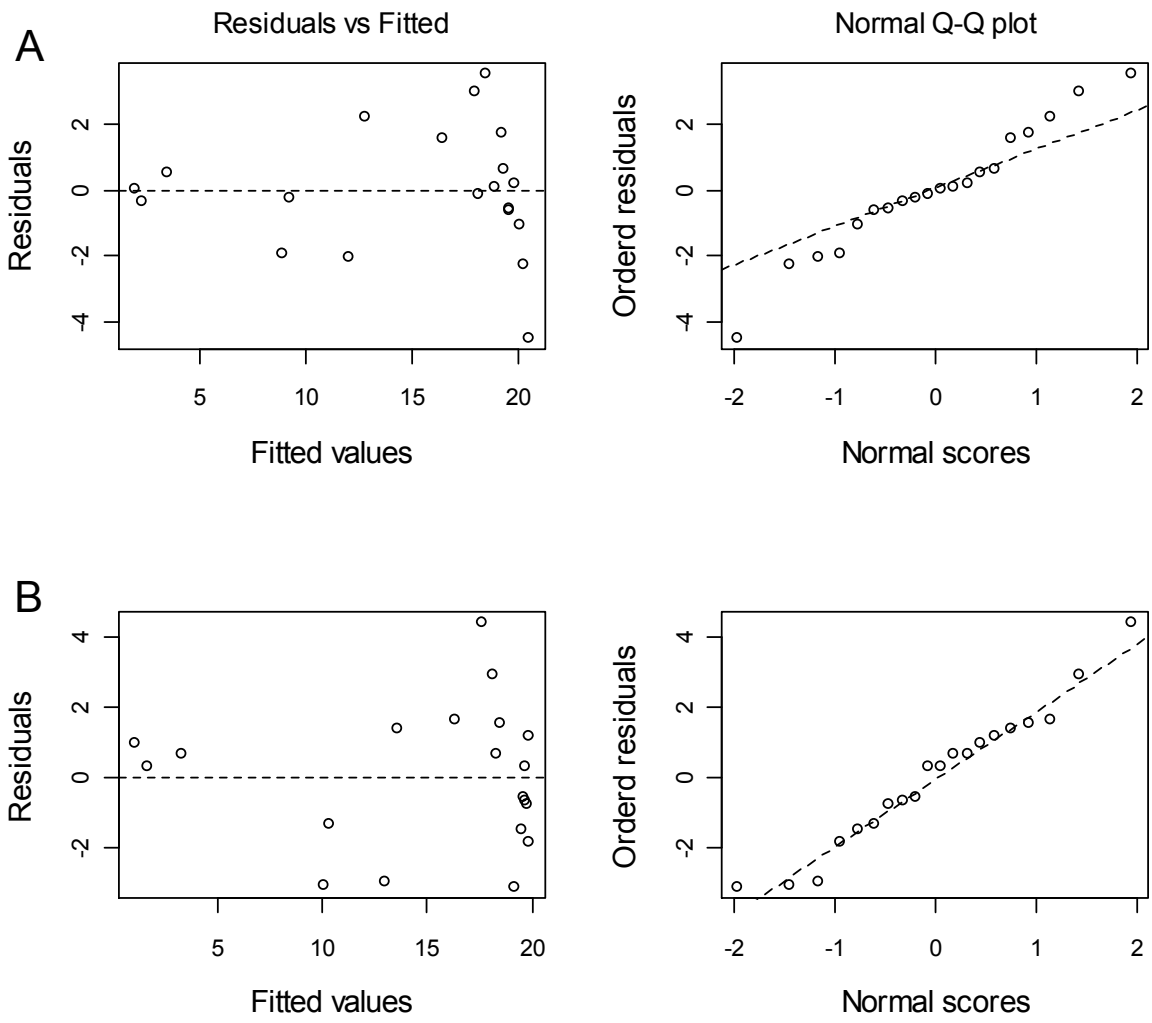 A
Residuals vs Fitted
Normal Q-Q plot
Residuals
2
0
-2
-4
5
10
15
20
Fitted values
Orderd residuals
2
0
-2
-4
-2
-1
0
1
2
Normal scores
B
Residuals
4
2
0
-2
5
10
15
20
Fitted values
Orderd residuals
4
2
0
-2
-2
-1
0
1
2
Normal scores